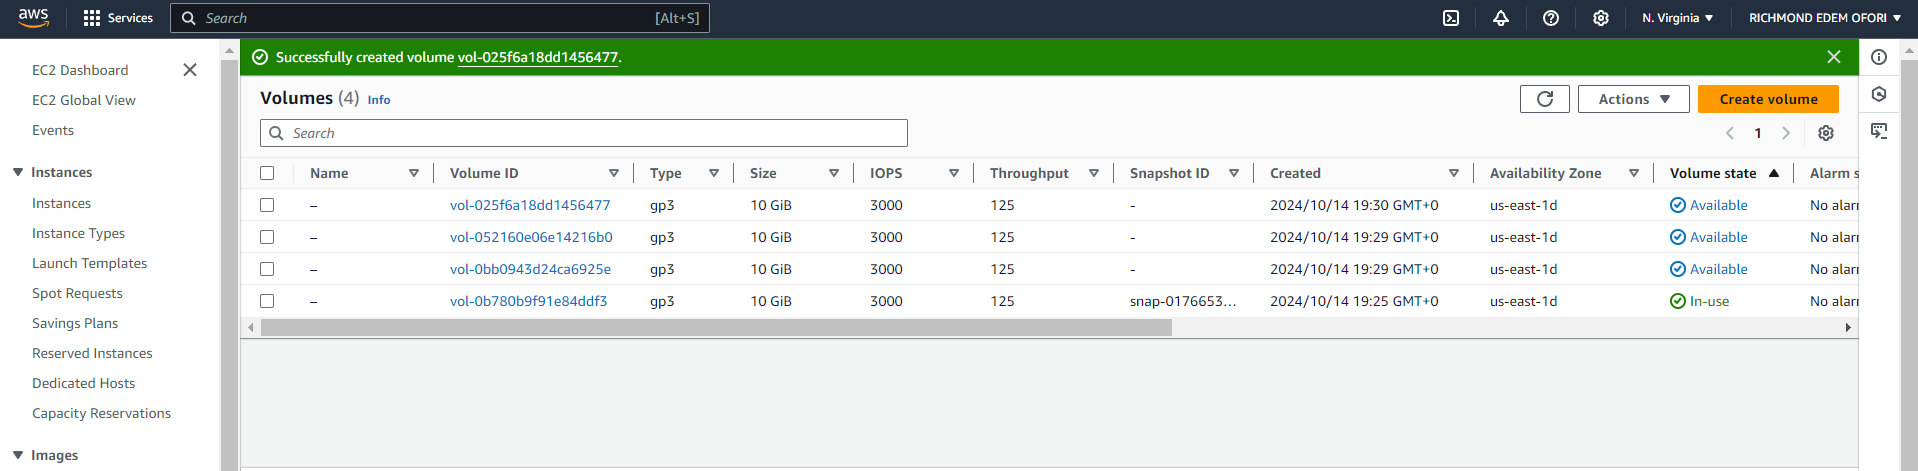 aws Services Search [Alt+S] N. Virginia RICHMOND EDEM OFORI
EC2 Dashboard
EC2 Global View
Events
Instances
Instances
Instance Types
Launch Templates
Spot Requests
Savings Plans
Reserved Instances
Dedicated Hosts
Capacity Reservations
Images
Successfully created volume vol-025f6a18dd1456477.
Volumes (4) Info Actions Create volume
Search 1
Name Volume ID Type Size IOPS Throughput Snapshot ID Created Availability Zone Volume state Alarm s
– vol-025f6a18dd1456477 gp3 10 GiB 3000 125 - 2024/10/14 19:30 GMT+0 us-east-1d Available No alar
– vol-052160e06e14216b0 gp3 10 GiB 3000 125 - 2024/10/14 19:29 GMT+0 us-east-1d Available No alar
– vol-0bb0943d24ca6925e gp3 10 GiB 3000 125 - 2024/10/14 19:29 GMT+0 us-east-1d Available No alar
– vol-0b780b9f91e84ddf3 gp3 10 GiB 3000 125 snap-0176653... 2024/10/14 19:25 GMT+0 us-east-1d In-use No alar